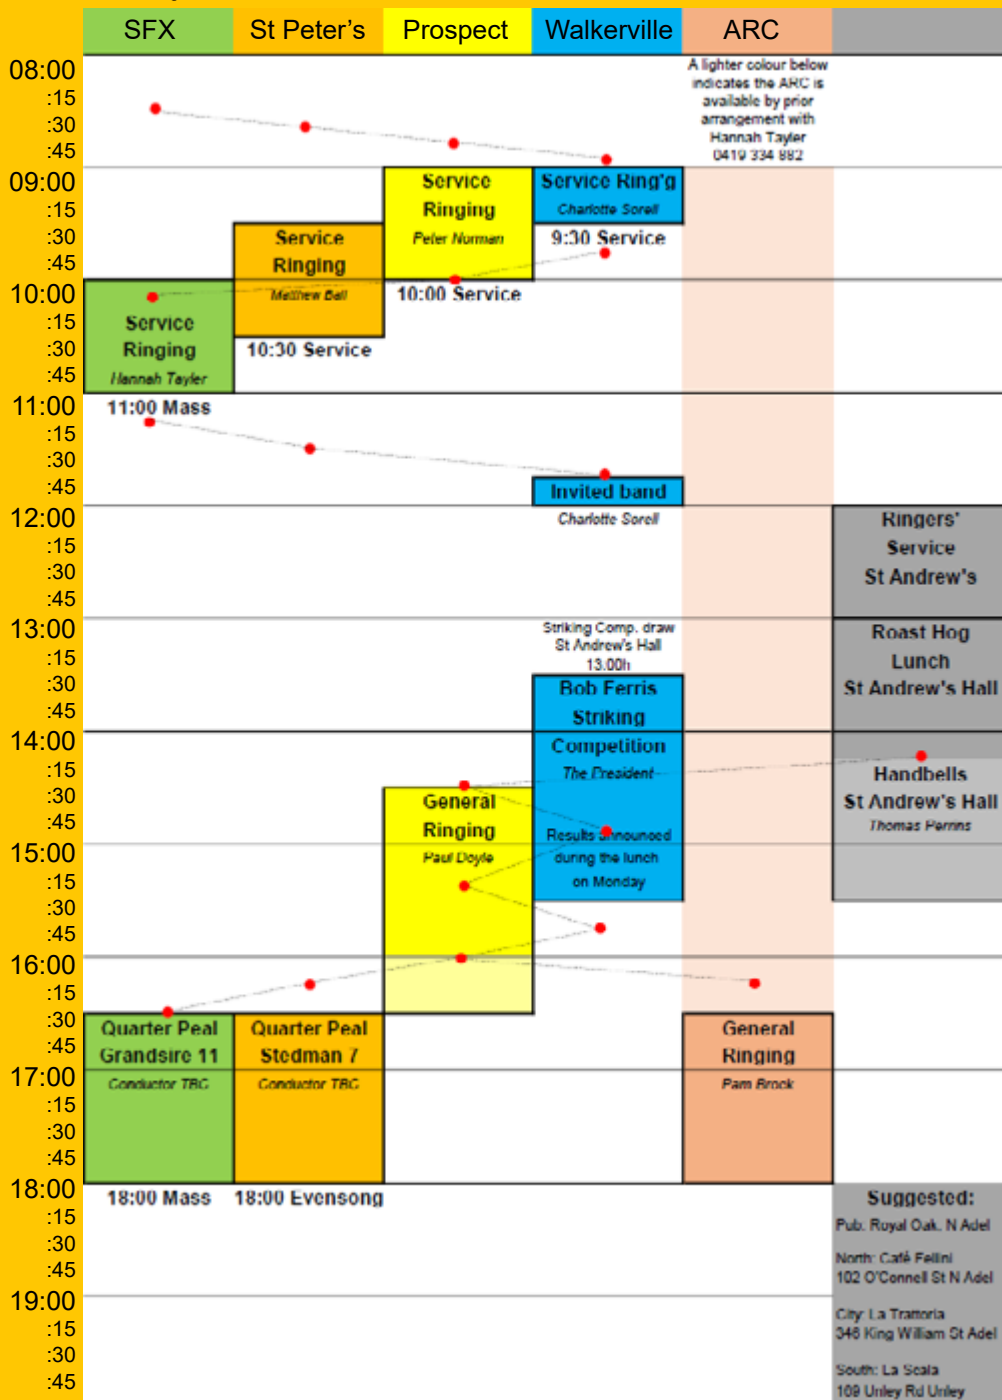 SFX
St Peter's
Prospect
Walkerville
ARC
08:00
:15
:30
:45
A lighter colour below
indicates the ARC is
available by prior
arrangement with
Hannah Tayler
0419 334 882
09:00
:15
:30
:45
Service
Ringing
Peter Norman
Service Ring'g
Charlotte Sorell
9:30 Service
Service
Ringing
Matthew Ball
10:00
:15
:30
:45
10:00 Service
Service
Ringing
Hannah Tayler
10:30 Service
11:00
:15
:30
:45
11:00 Mass
Invited band
Charlotte Sorell
12:00
:15
:30
:45
Ringers'
Service
St Andrew's
13:00
:15
:30
:45
Striking Comp. draw
St Andrew's Hall
13.00h
Roast Hog
Lunch
St Andrew's Hall
Bob Ferris
Striking
Competition
The President
Results announced
during the lunch
on Monday
14:00
:15
:30
:45
Handbells
St Andrew's Hall
Thomas Perrins
General
Ringing
Paul Doyle
15:00
:15
:30
:45
16:00
:15
:30
:45
Quarter Peal
Grandsire 11
Conductor TBC
Quarter Peal
Stedman 7
Conductor TBC
General
Ringing
Pam Brock
17:00
:15
:30
:45
18:00
:15
:30
:45
18:00 Mass
18:00 Evensong
Suggested:
Pub: Royal Oak, N Adel
North: Café Fellini
102 O'Connell St N Adel
City: La Trattoria
346 King William St Adel
South: La Scala
169 Unley Rd Unley
19:00
:15
:30
:45